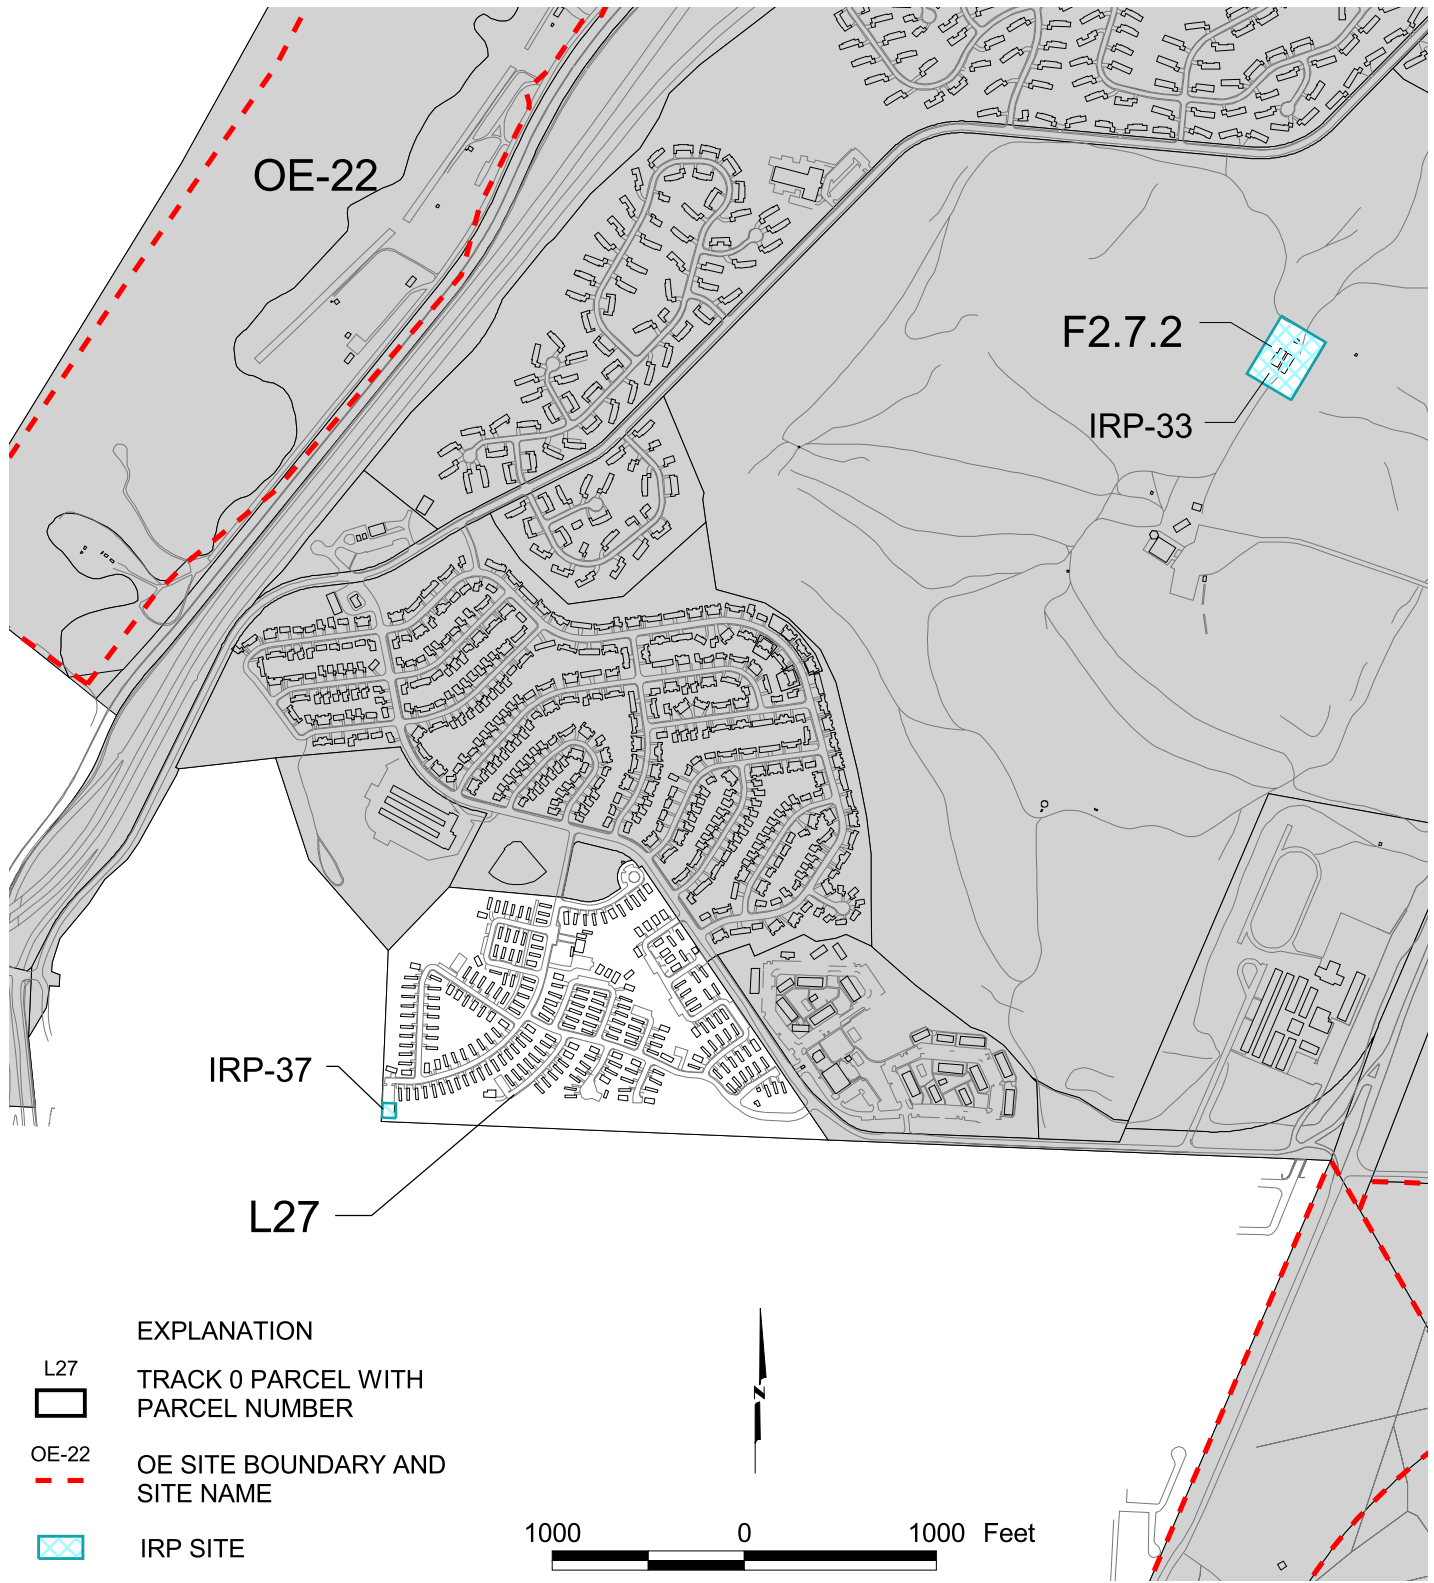 OE-22
F2.7.2
IRP-33
IRP-37
L27
EXPLANATION
L27
TRACK 0 PARCEL WITH
PARCEL NUMBER
OE-22
OE SITE BOUNDARY AND
SITE NAME
IRP SITE
N
1000 0 1000 Feet